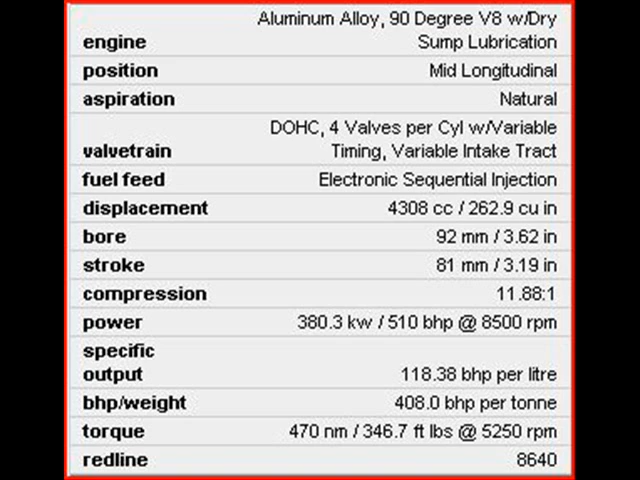 Aluminum Alloy, 90 Degree V8 w/Dry
engine Sump Lubrication
position Mid Longitudinal
aspiration Natural
DOHC, 4 Valves per Cyl w/Variable
valvetrain Timing, Variable Intake Tract
fuel feed Electronic Sequential Injection
displacement 4308 cc / 262.9 cu in
bore 92 mm / 3.62 in
stroke 81 mm / 3.19 in
compression 11.88:1
power 380.3 kw / 510 bhp @ 8500 rpm
specific
output 118.38 bhp per litre
bhp/weight 408.0 bhp per tonne
torque 470 nm / 346.7 ft lbs @ 5250 rpm
redline 8640